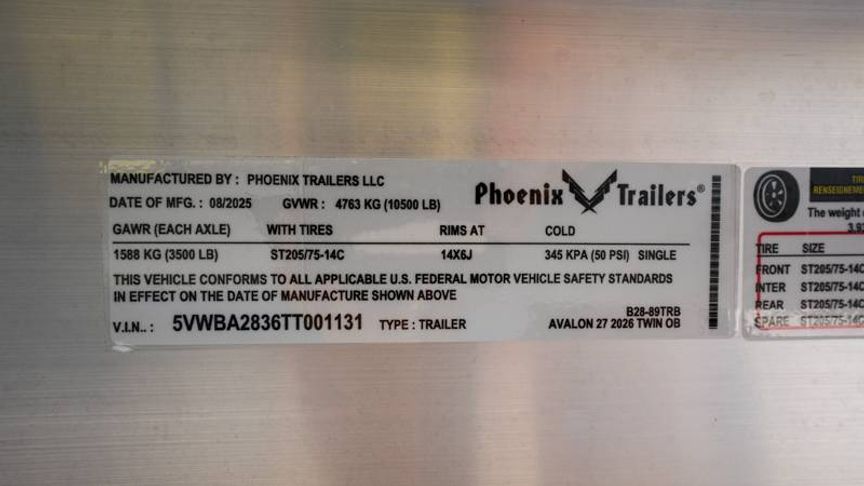 MANUFACTURED BY : PHOENIX TRAILERS LLC
Phoenix Trailers®
DATE OF MFG. : 08/2025 GVWR : 4763 KG (10500 LB)
GAWR (EACH AXLE) WITH TIRES RIMS AT COLD
1588 KG (3500 LB) ST205/75-14C 14X6J 345 KPA (50 PSI) SINGLE
THIS VEHICLE CONFORMS TO ALL APPLICABLE U.S. FEDERAL MOTOR VEHICLE SAFETY STANDARDS
IN EFFECT ON THE DATE OF MANUFACTURE SHOWN ABOVE
B28-89TRB
V.I.N.. : 5VWBA2836TT001131 TYPE : TRAILER AVALON 27 2026 TWIN OB
The weight
TIRE SIZE
FRONT ST205/75-14C
INTER ST205/75-14C
REAR ST205/75-14C
SPARE ST205/75-14C